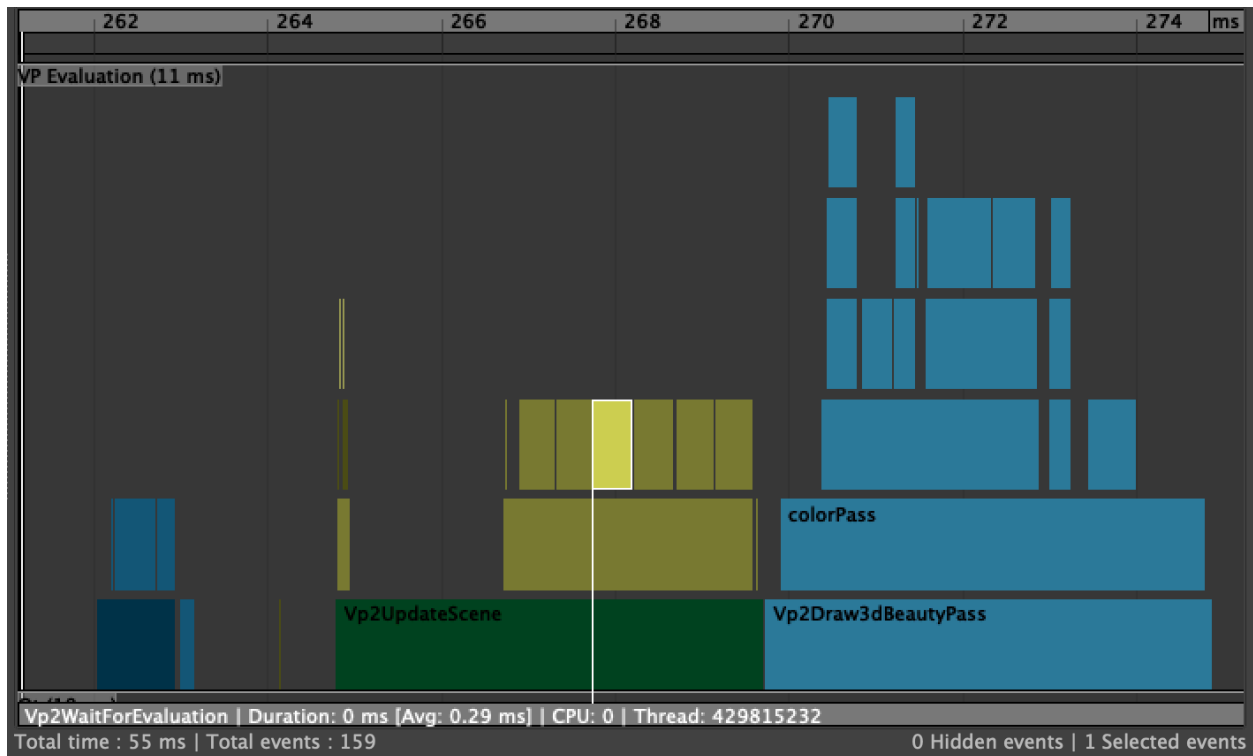 262 264 266 268 270 272 274 ms
VP Evaluation (11 ms)
colorPass
Vp2UpdateScene Vp2Draw3dBeautyPass
Vp2WaitForEvaluation | Duration: 0 ms [Avg: 0.29 ms] | CPU: 0 | Thread: 429815232
Total time : 55 ms | Total events : 159 0 Hidden events | 1 Selected events